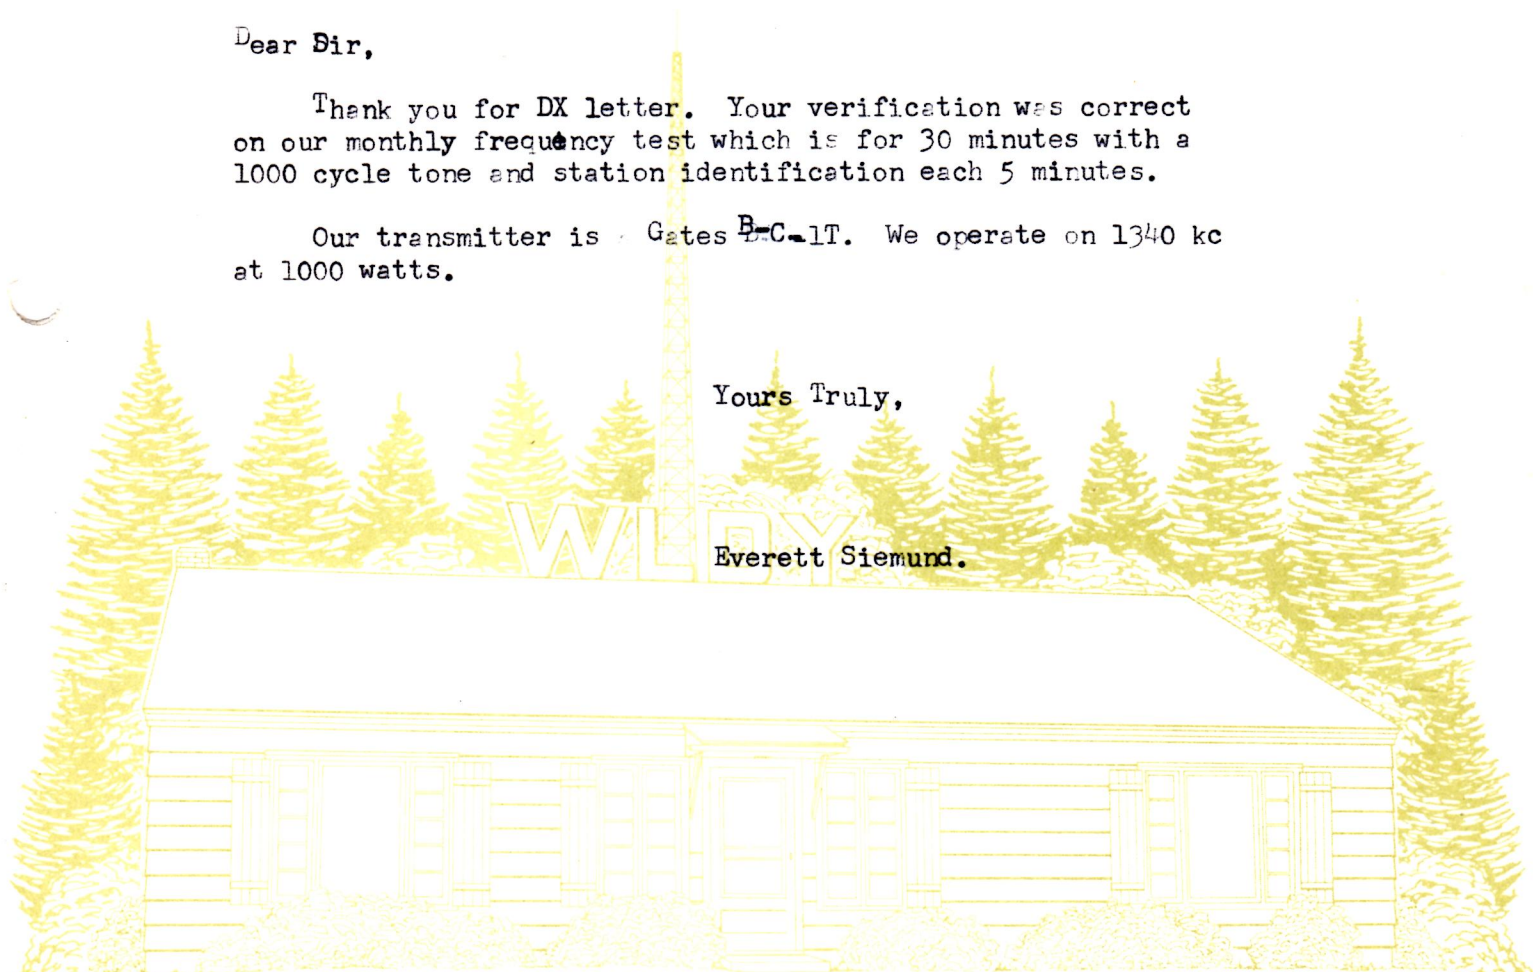 Dear Sir,
Thank you for DX letter. Your verification was correct
on our monthly frequency test which is for 30 minutes with a
1000 cycle tone and station identification each 5 minutes.
Our transmitter is Gates B-C-1T. We operate on 1340 kc
at 1000 watts.
Yours Truly,
WLDY
Everett Siemund.